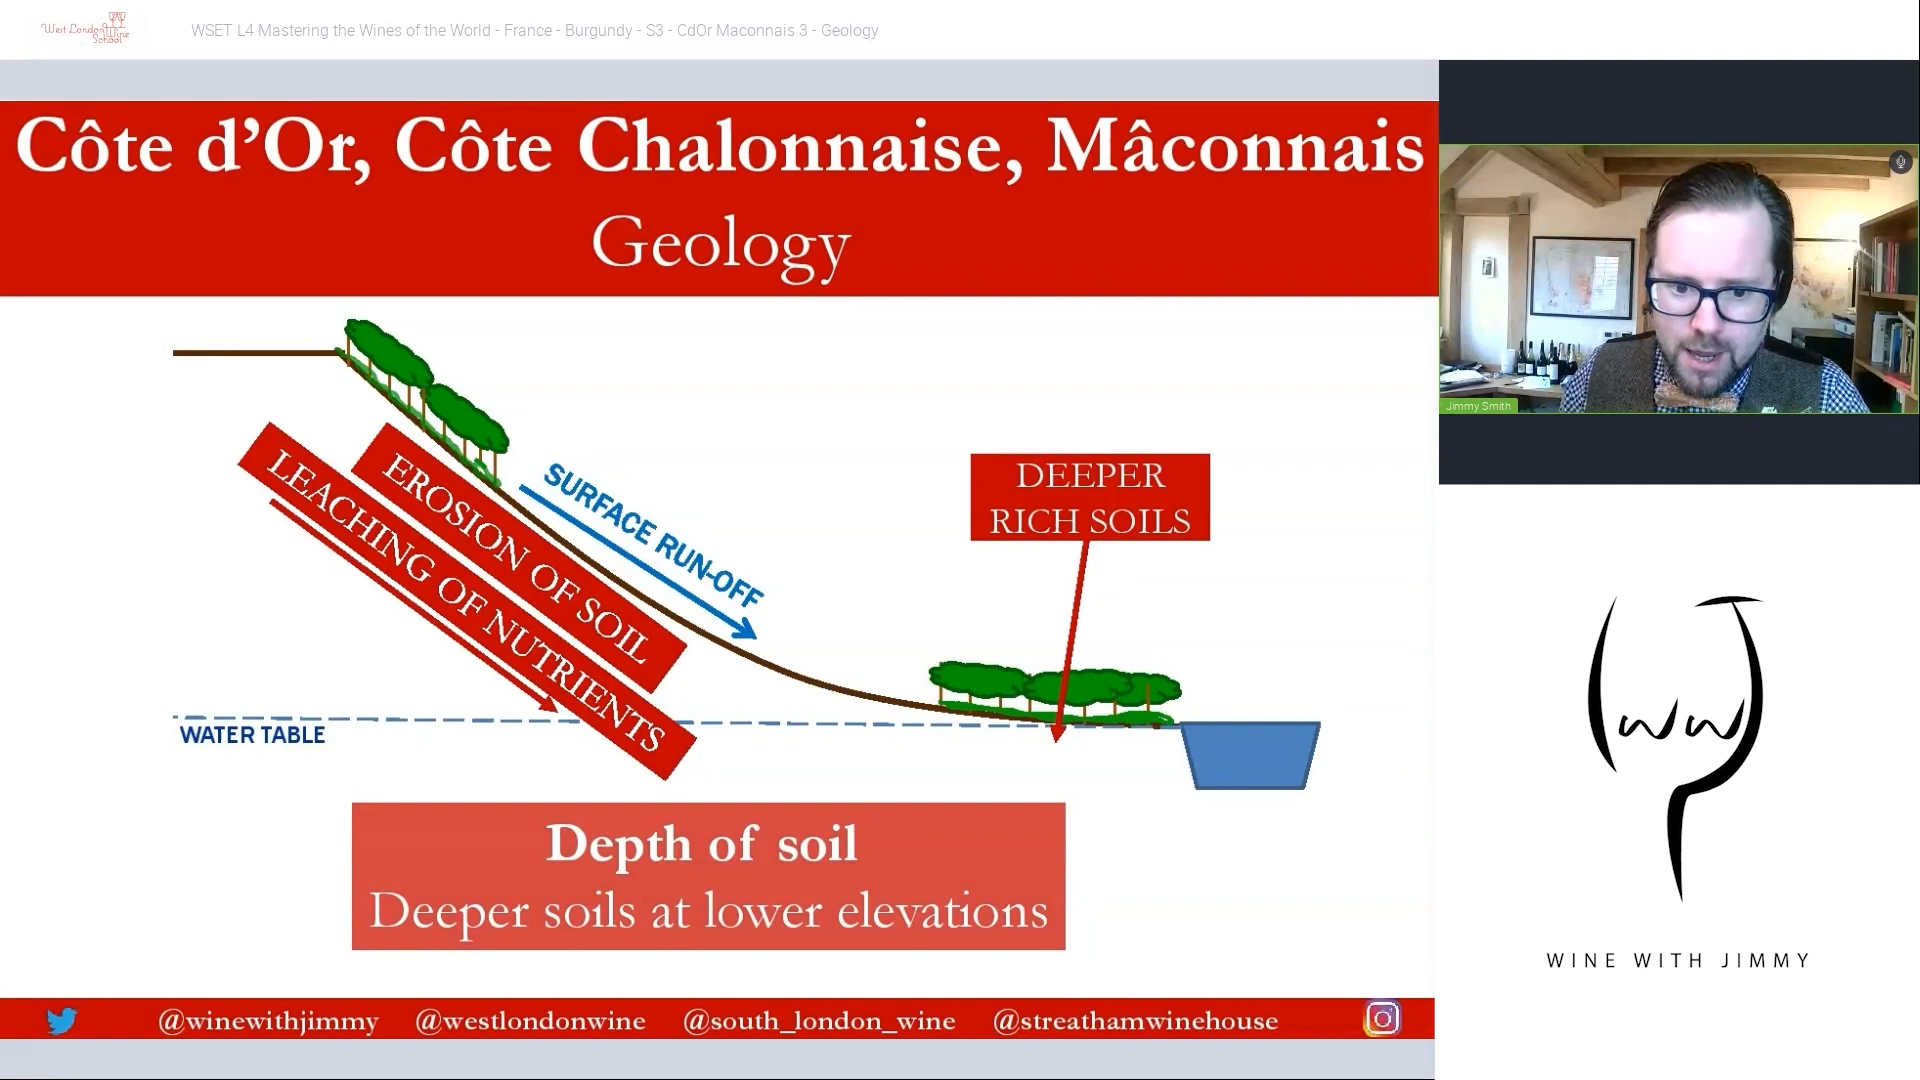 West London
Wine
School
WSET L4 Mastering the Wines of the World - France - Burgundy - S3 - CdOr Maconnais 3 - Geology
Côte d’Or, Côte Chalonnaise, Mâconnais
Geology
SURFACE RUN-OFF
EROSION OF SOIL
LEACHING OF NUTRIENTS
DEEPER
RICH SOILS
WATER TABLE
Depth of soil
Deeper soils at lower elevations
@winewithjimmy @westlondonwine @south_london_wine @streathamwinehouse
Jimmy Smith
WW
WINE WITH JIMMY